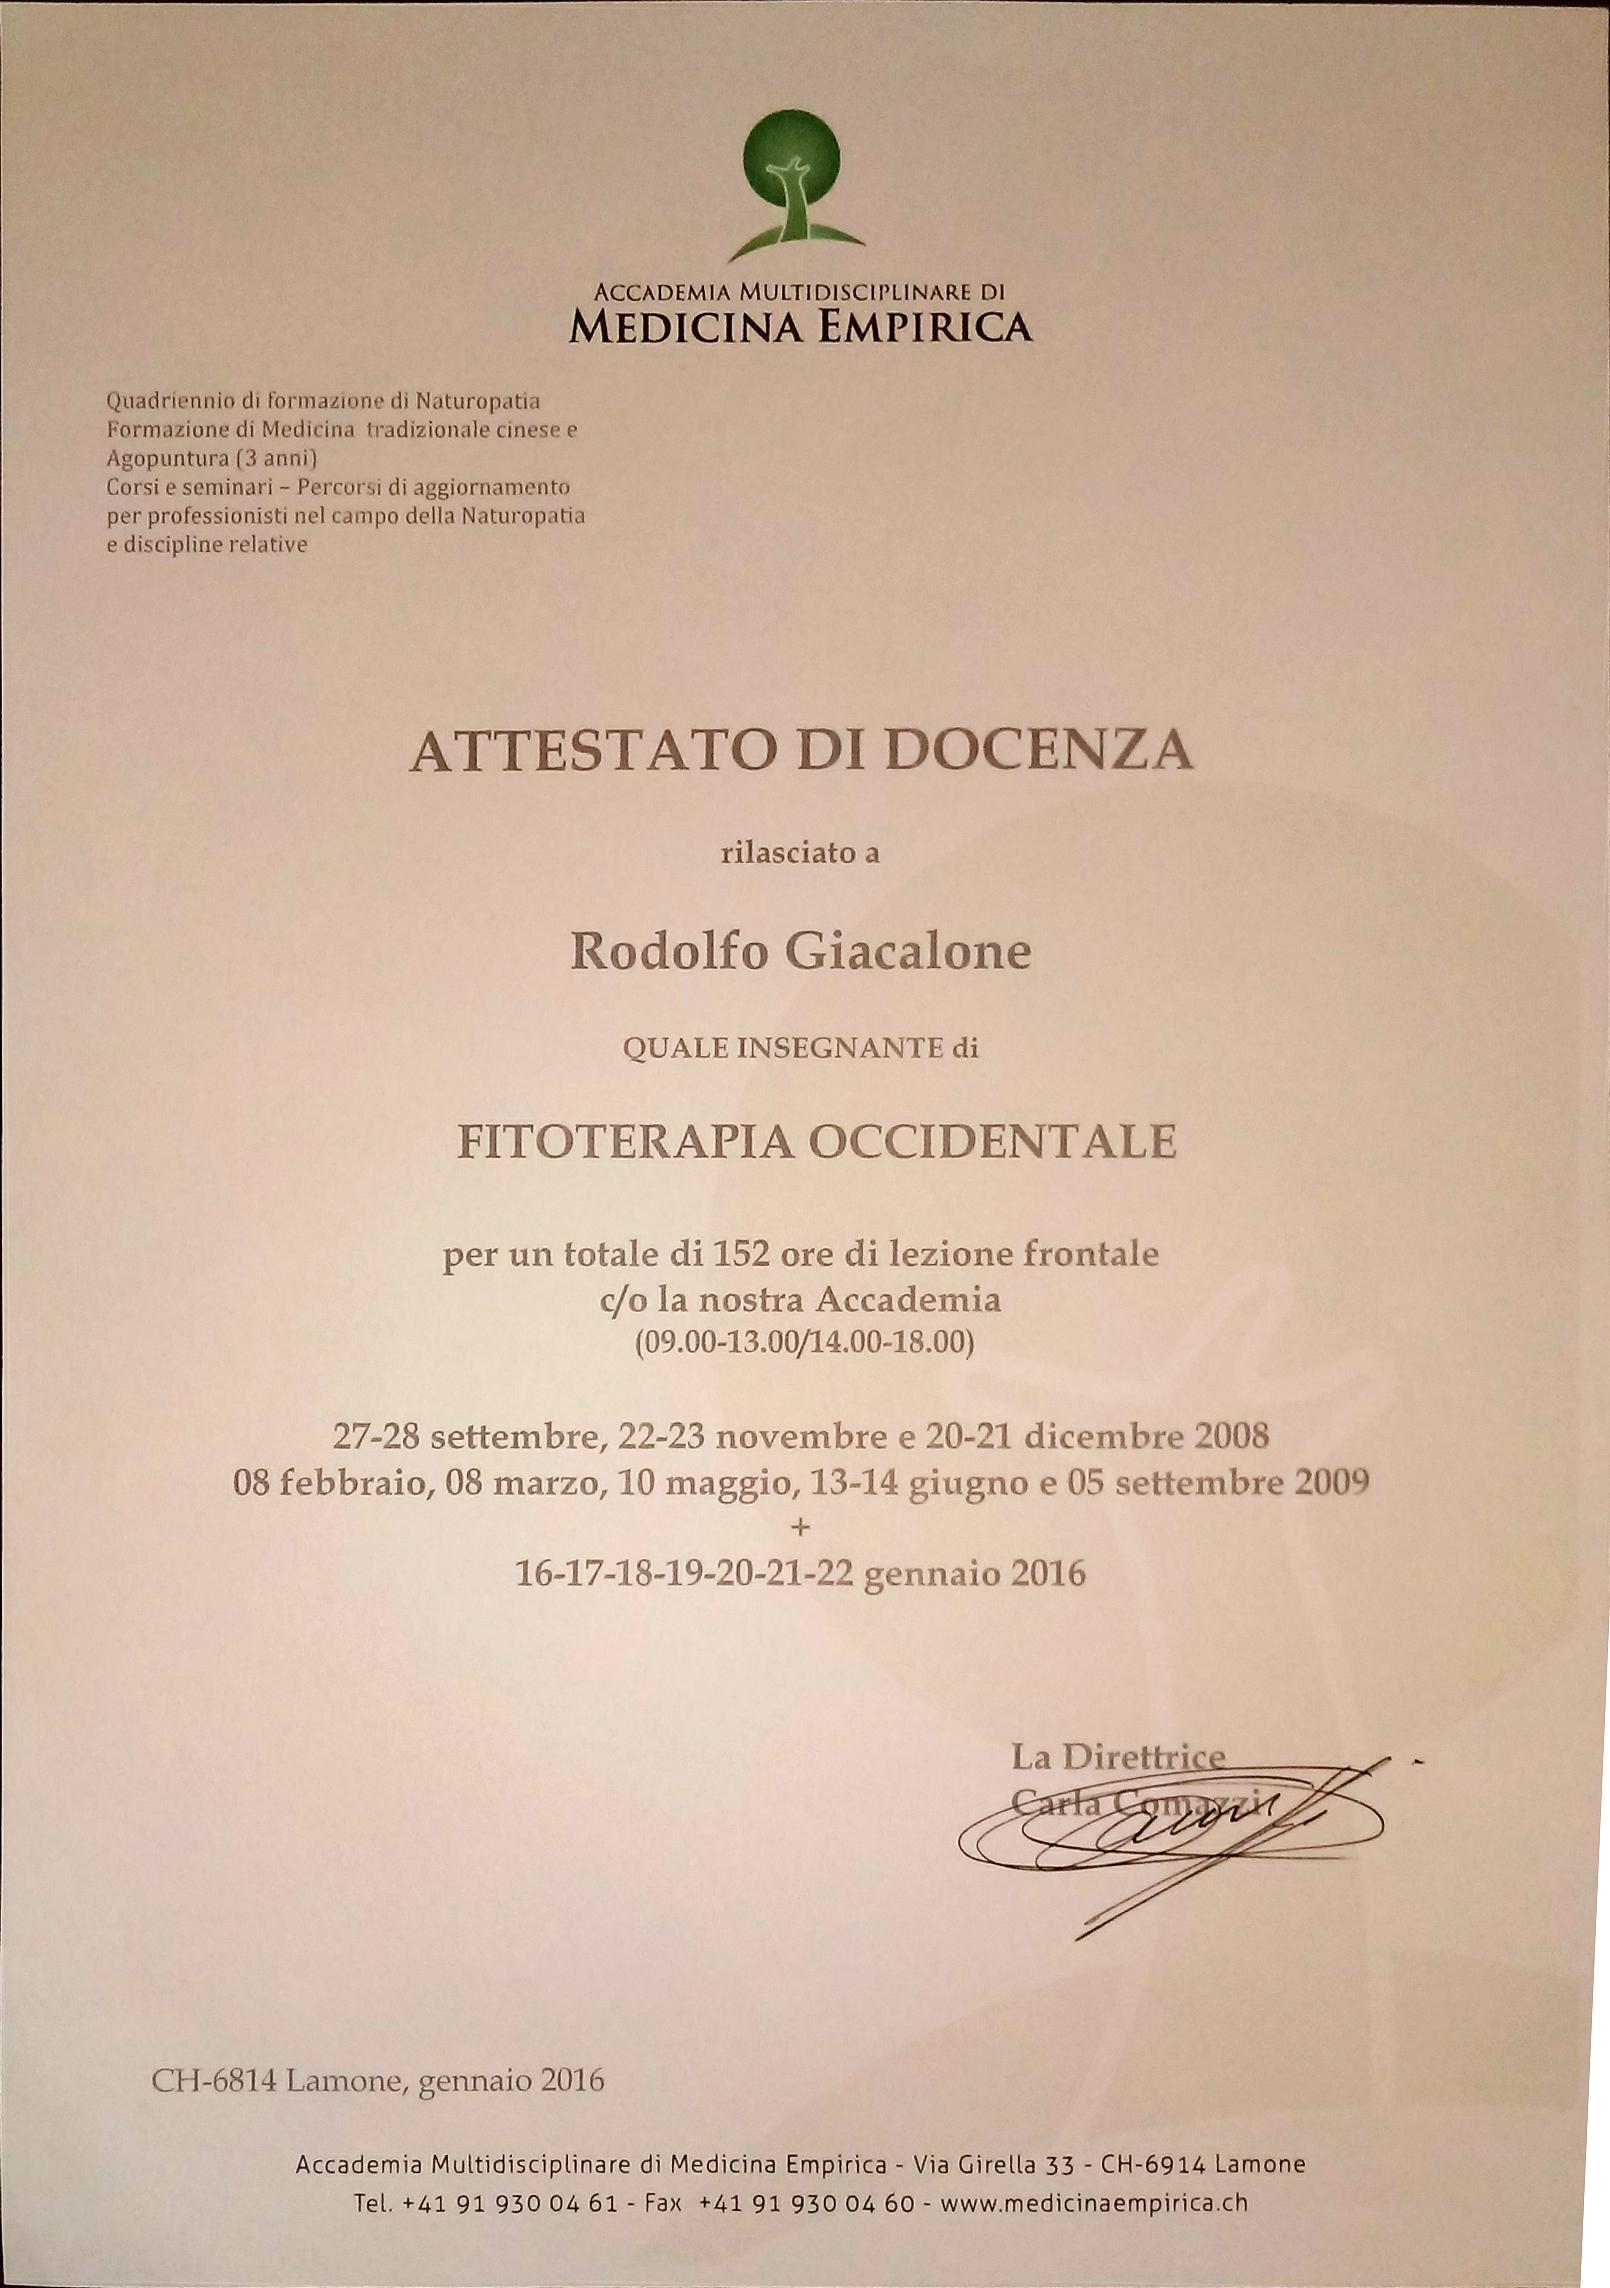 ACCADEMIA MULTIDISCIPLINARE DI
MEDICINA EMPIRICA
Quadriennio di formazione di Naturopatia
Formazione di Medicina tradizionale cinese e
Agopuntura (3 anni)
Corsi e seminari – Percorsi di aggiornamento
per professionisti nel campo della Naturopatia
e discipline relative
ATTESTATO DI DOCENZA
rilasciato a
Rodolfo Giacalone
QUALE INSEGNANTE di
FITOTERAPIA OCCIDENTALE
per un totale di 152 ore di lezione frontale
c/o la nostra Accademia
(09.00-13.00/14.00-18.00)
27-28 settembre, 22-23 novembre e 20-21 dicembre 2008
08 febbraio, 08 marzo, 10 maggio, 13-14 giugno e 05 settembre 2009
+
16-17-18-19-20-21-22 gennaio 2016
La Direttrice
Carla Comazzi
CH-6814 Lamone, gennaio 2016
Accademia Multidisciplinare di Medicina Empirica - Via Girella 33 - CH-6914 Lamone
Tel. +41 91 930 04 61 - Fax +41 91 930 04 60 - www.medicinaempirica.ch